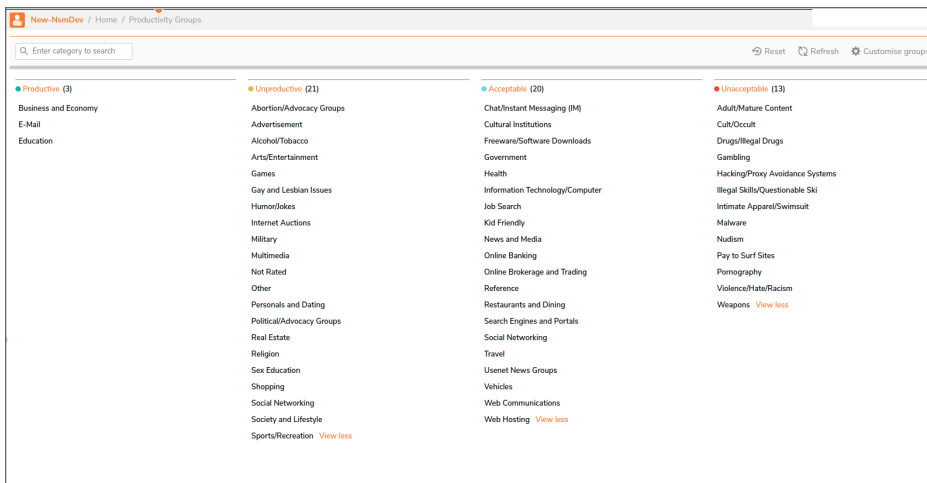 New-NsmDev / Home / Productivity Groups
Enter category to search
Reset Refresh Customise groups
Productive (3)
Business and Economy
E-Mail
Education
Unproductive (21)
Abortion/Advocacy Groups
Advertisement
Alcohol/Tobacco
Arts/Entertainment
Games
Gay and Lesbian Issues
Humor/Jokes
Internet Auctions
Military
Multimedia
Not Rated
Other
Personals and Dating
Political/Advocacy Groups
Real Estate
Religion
Sex Education
Shopping
Social Networking
Society and Lifestyle
Sports/Recreation View less
Acceptable (20)
Chat/Instant Messaging (IM)
Cultural Institutions
Freeware/Software Downloads
Government
Health
Information Technology/Computer
Job Search
Kid Friendly
News and Media
Online Banking
Online Brokerage and Trading
Reference
Restaurants and Dining
Search Engines and Portals
Social Networking
Travel
Usenet News Groups
Vehicles
Web Communications
Web Hosting View less
Unacceptable (13)
Adult/Mature Content
Cult/Occult
Drugs/Illegal Drugs
Gambling
Hacking/Proxy Avoidance Systems
Illegal Skills/Questionable Ski
Intimate Apparel/Swimsuit
Malware
Nudism
Pay to Surf Sites
Pornography
Violence/Hate/Racism
Weapons View less